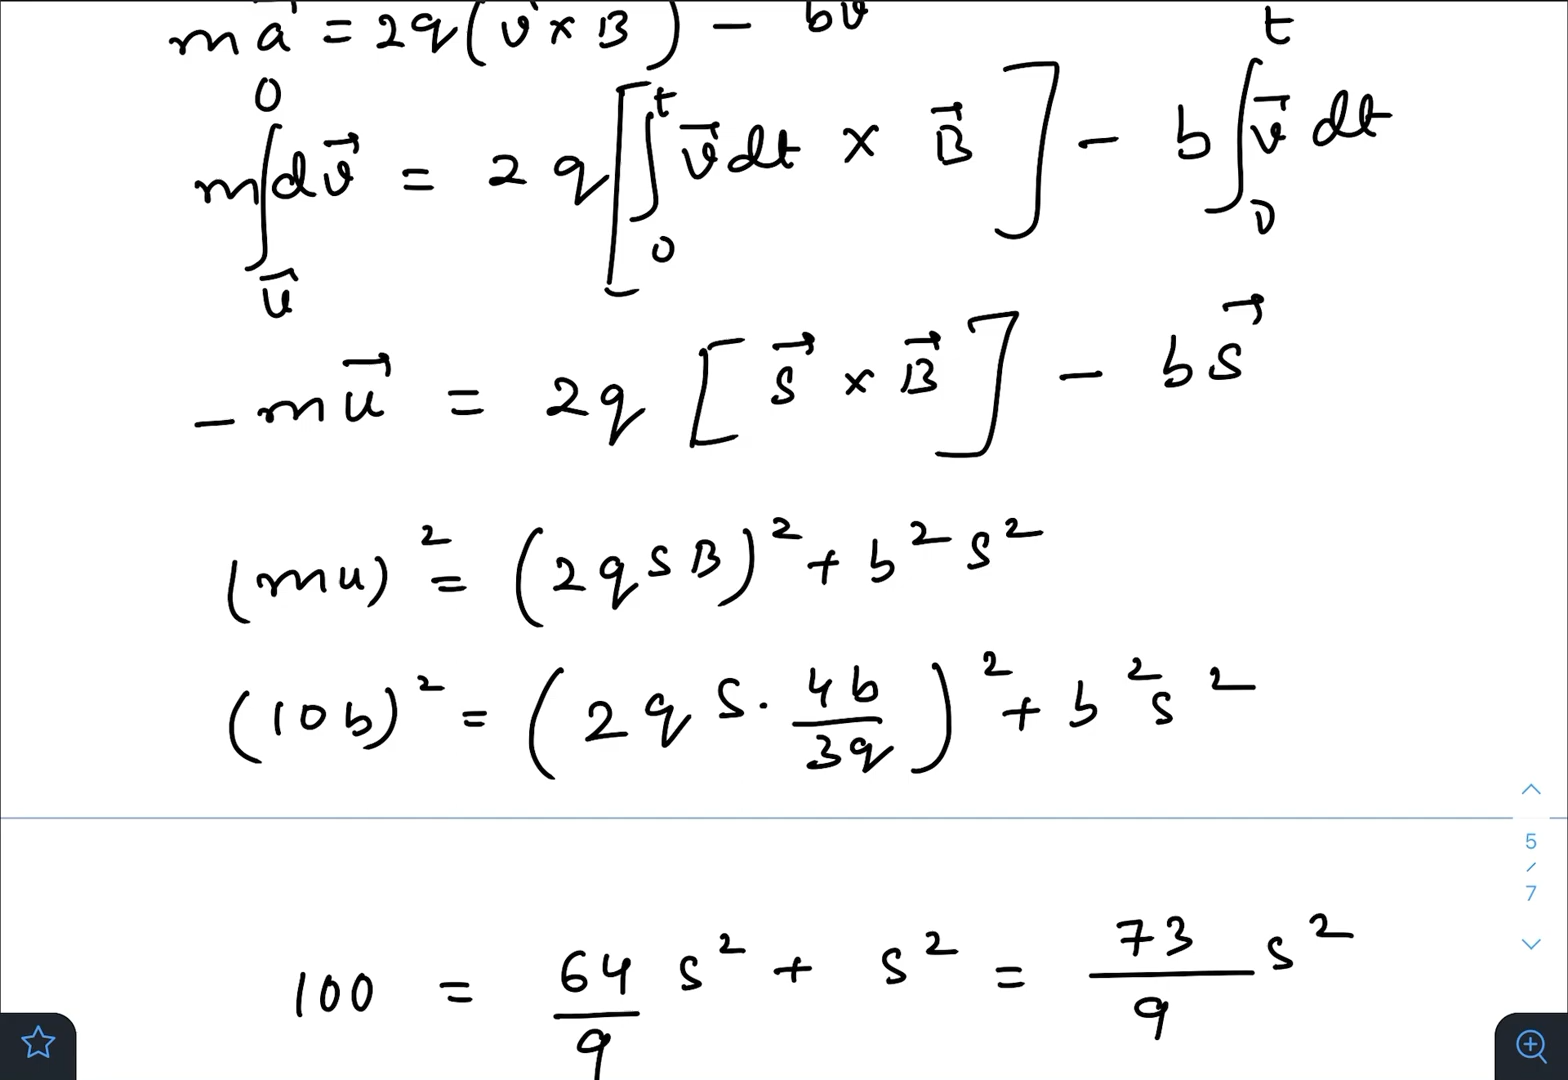 m a⃗ = 2q(v⃗ × B) − bv
m∫_u⃗^0 dv⃗ = 2q[∫_0^t v⃗ dt × B⃗] − b∫_0^t v⃗ dt
−mu⃗ = 2q [s⃗ × B⃗] − bs⃗
(mu)² = (2qsB)² + b²s²
(10b)² = (2qs · 4b/3q)² + b²s²
5
/
7
100 = 64/9 s² + s² = 73/9 s²